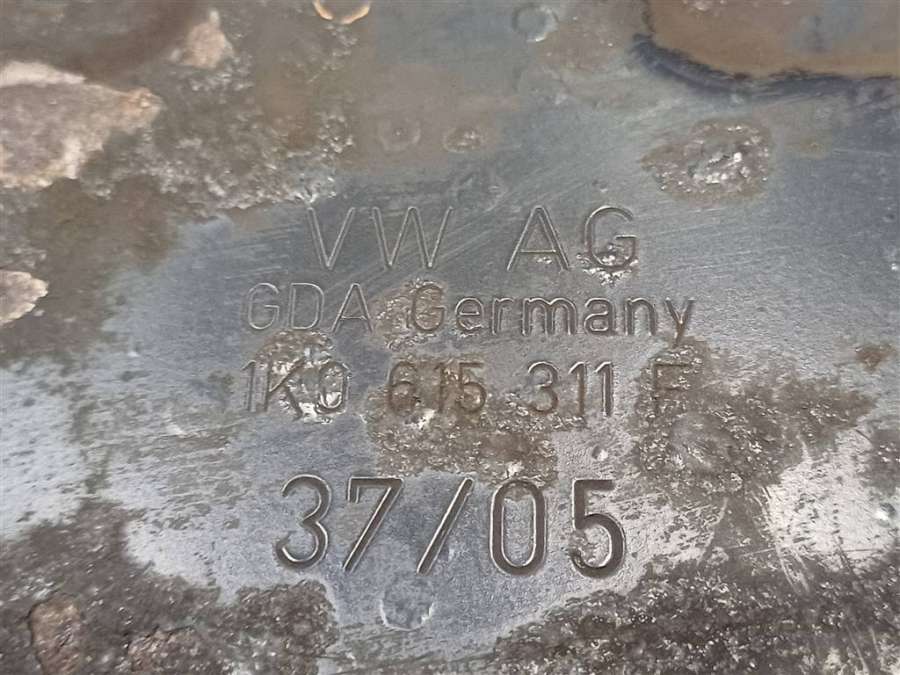 VW AG
GDA Germany
1K0 615 311 F
37/05